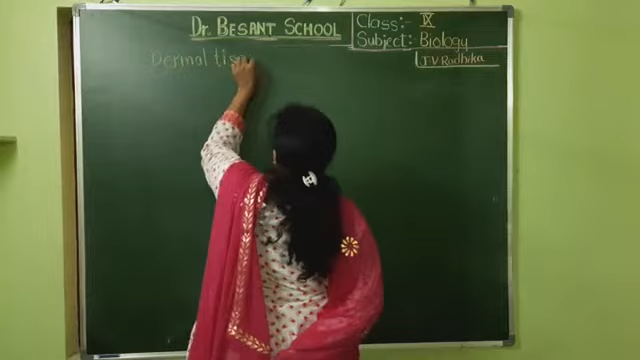 Dr. BESANT SCHOOL
Class:- IX
Subject: Biology
J V Radhika
Dermal tiss